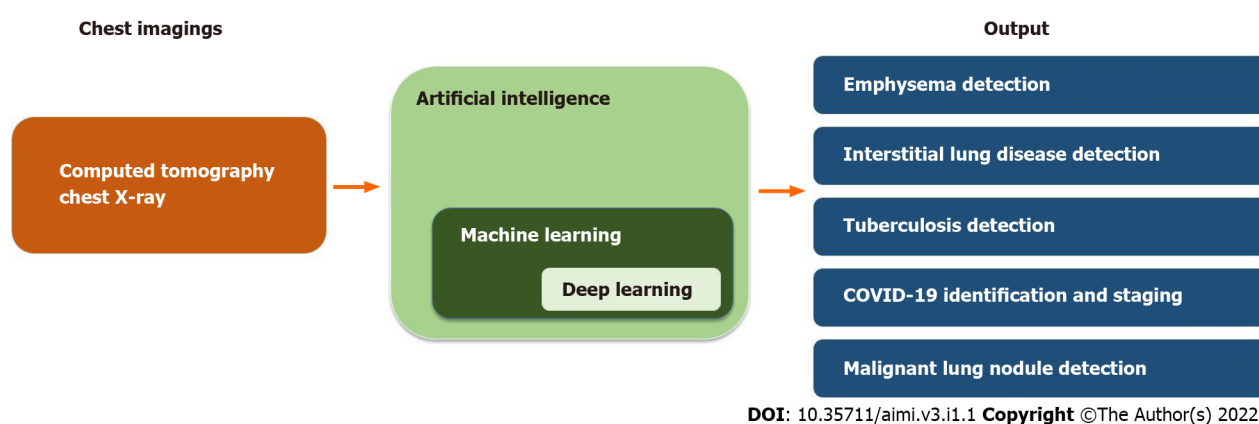 Chest imagings
Output
Computed tomography
chest X-ray
Artificial intelligence
Machine learning
Deep learning
Emphysema detection
Interstitial lung disease detection
Tuberculosis detection
COVID-19 identification and staging
Malignant lung nodule detection
DOI: 10.35711/aimi.v3.i1.1 Copyright ©The Author(s) 2022